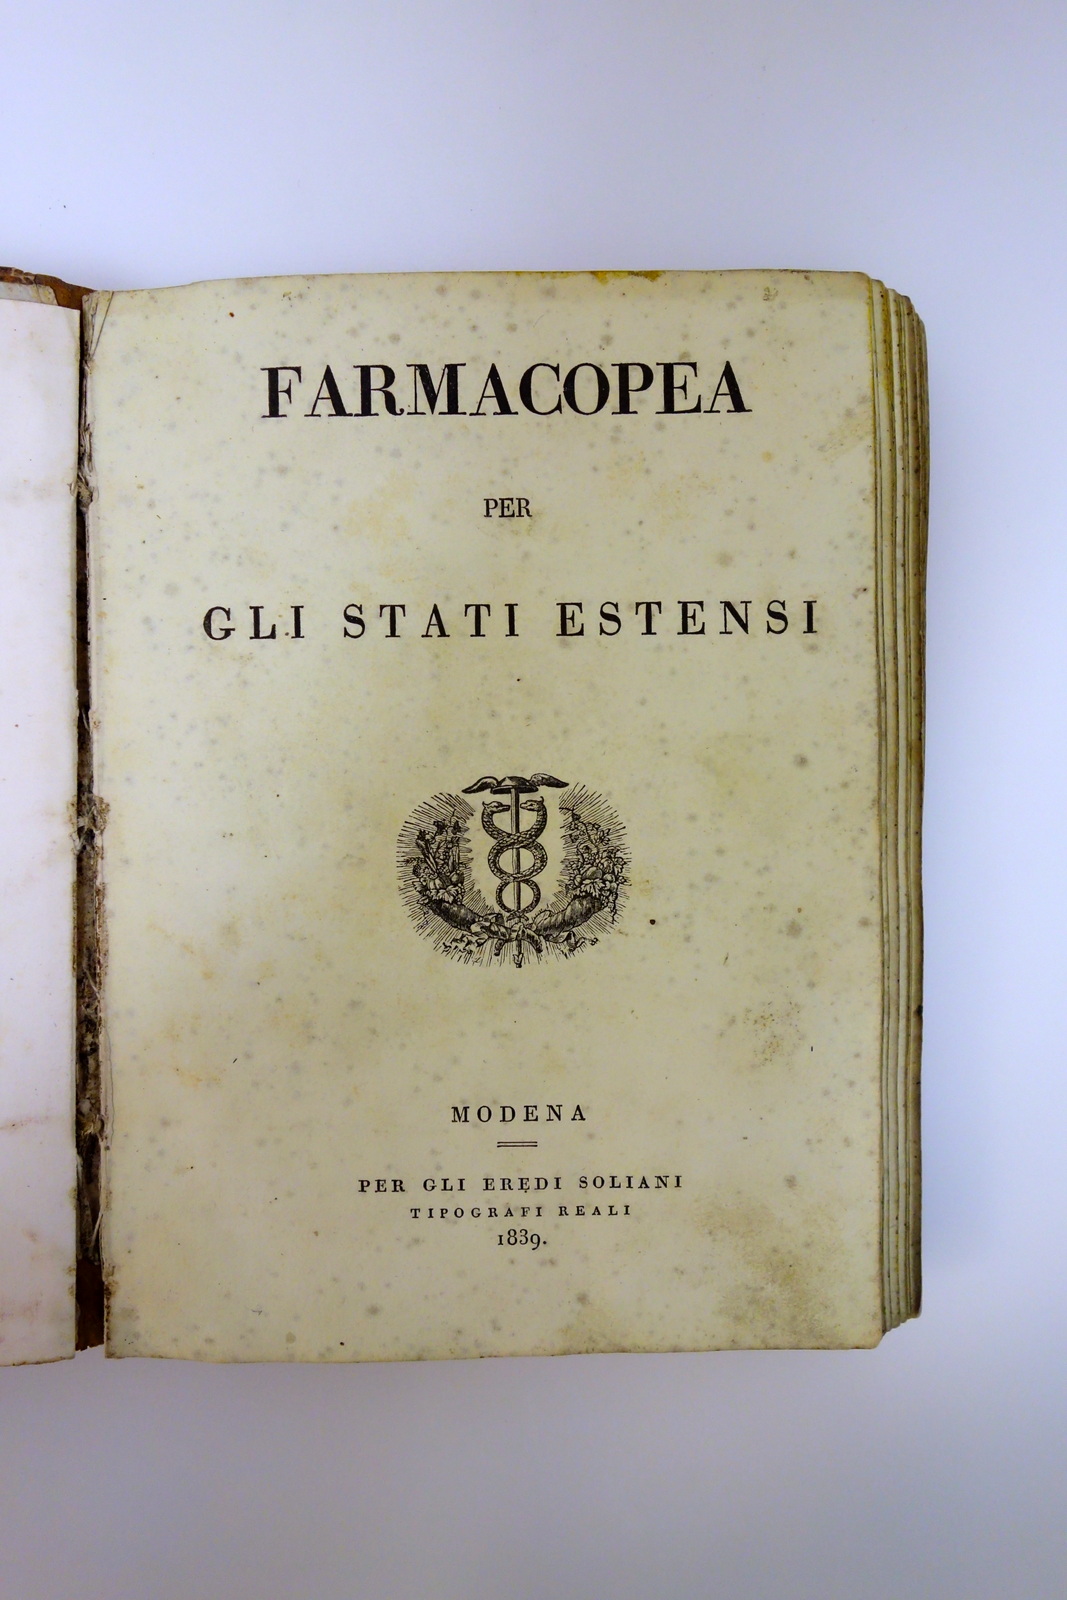 FARMACOPEA
PER
GLI STATI ESTENSI
MODENA
PER GLI EREDI SOLIANI
TIPOGRAFI REALI
1839.